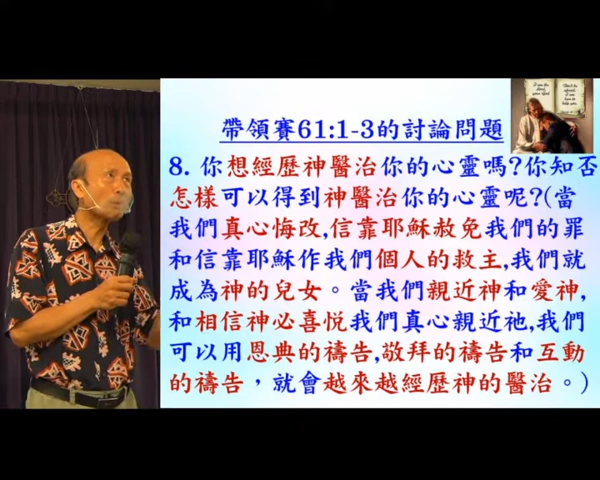 帶領賽61:1-3的討論問題
8. 你想經歷神醫治你的心靈嗎?你知否
怎樣可以得到神醫治你的心靈呢?(當
我們真心悔改,信靠耶穌赦免我們的罪
和信靠耶穌作我們個人的救主,我們就
成為神的兒女。當我們親近神和愛神,
和相信神必喜悅我們真心親近祂,我們
可以用恩典的禱告,敬拜的禱告和互動
的禱告，就會越來越經歷神的醫治。)